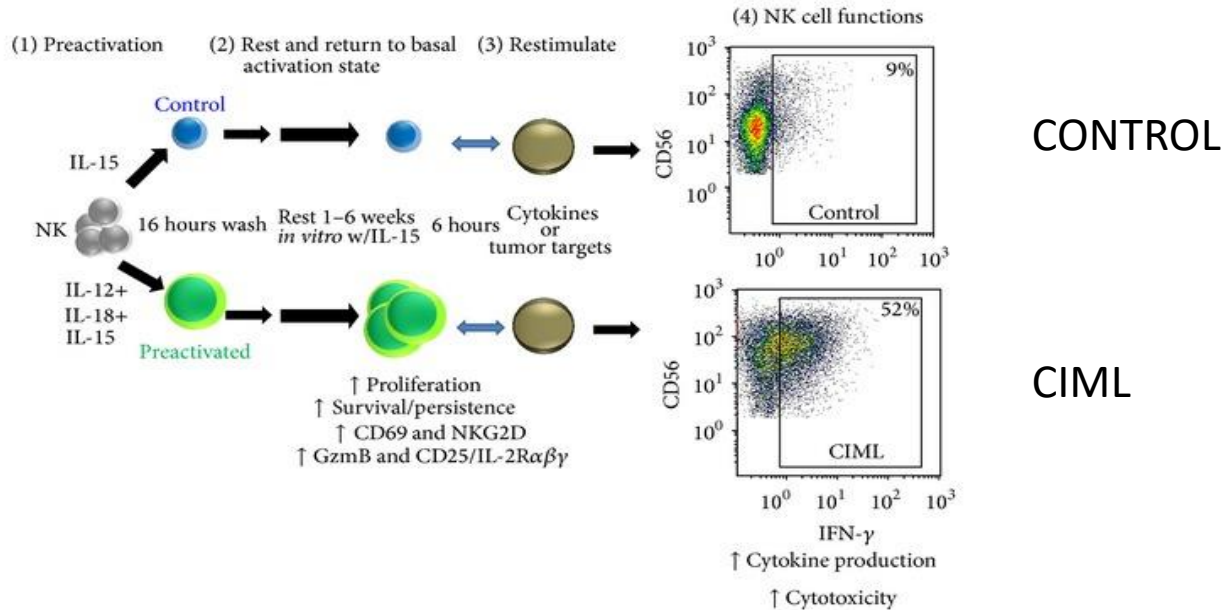 (4) NK cell functions
(1) Preactivation
(2) Rest and return to basal
activation state
(3) Restimulate
Control
IL-15
NK
16 hours wash
Rest 1–6 weeks
in vitro w/IL-15
6 hours
Cytokines
or
tumor targets
IL-12+
IL-18+
IL-15
Preactivated
↑ Proliferation
↑ Survival/persistence
↑ CD69 and NKG2D
↑ GzmB and CD25/IL-2Rαβγ
CD56
10³
10²
10¹
10⁰
9%
Control
10⁰ 10¹ 10² 10³
CONTROL
CD56
10³
10²
10¹
10⁰
52%
CIML
10⁰ 10¹ 10² 10³
IFN-γ
CIML
↑ Cytokine production
↑ Cytotoxicity